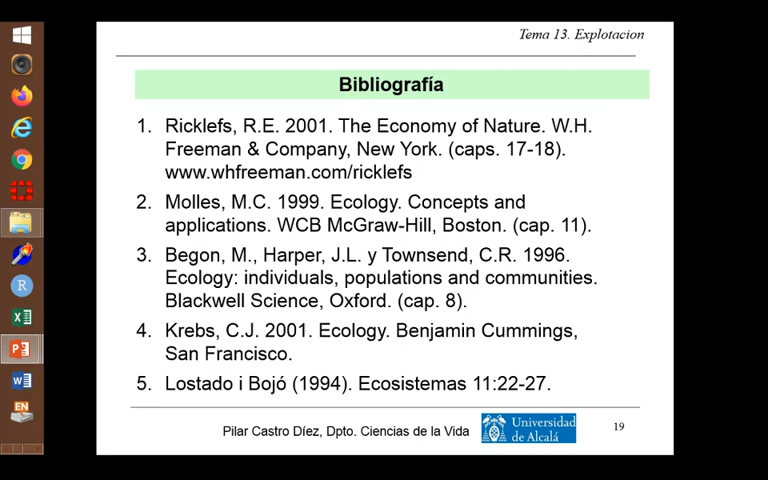 Tema 13. Explotacion
Bibliografía
1. Ricklefs, R.E. 2001. The Economy of Nature. W.H.
Freeman & Company, New York. (caps. 17-18).
www.whfreeman.com/ricklefs
2. Molles, M.C. 1999. Ecology. Concepts and
applications. WCB McGraw-Hill, Boston. (cap. 11).
3. Begon, M., Harper, J.L. y Townsend, C.R. 1996.
Ecology: individuals, populations and communities.
Blackwell Science, Oxford. (cap. 8).
4. Krebs, C.J. 2001. Ecology. Benjamin Cummings,
San Francisco.
5. Lostado i Bojó (1994). Ecosistemas 11:22-27.
Pilar Castro Díez, Dpto. Ciencias de la Vida
Universidad
de Alcalá
19
R
X
P
W
EN